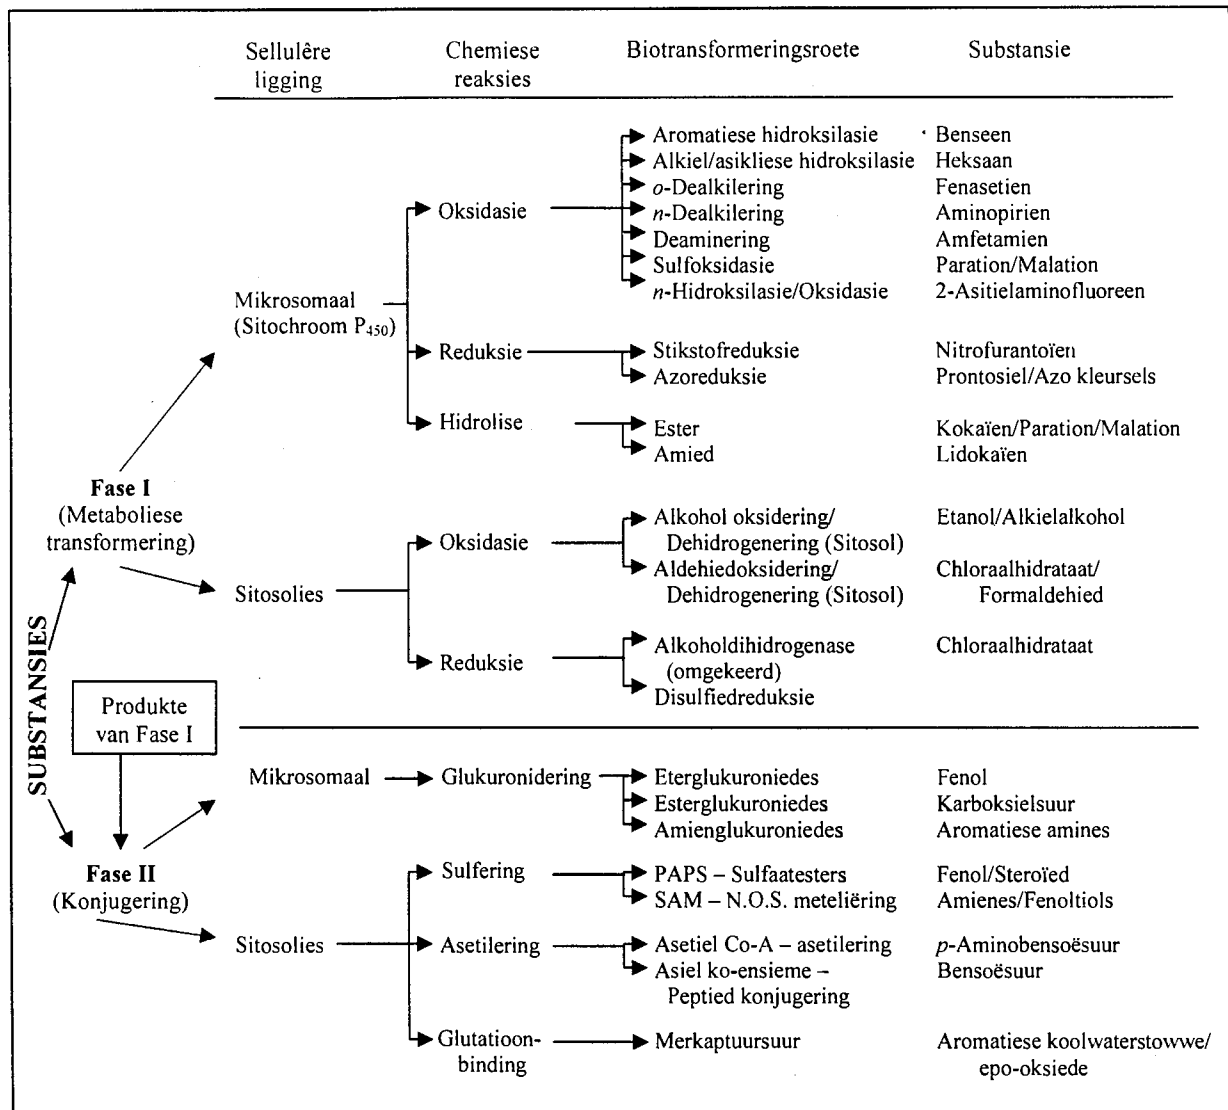 Sellulêre ligging
Chemiese reaksies
Biotransformeringsroete
Substansie
Aromatiese hidroksilasie Benseen
Alkiel/asikliese hidroksilasie Heksaan
o-Dealkilering Fenasetien
Oksidasie
n-Dealkilering Aminopirien
Deaminering Amfetamien
Sulfoksidasie Paration/Malation
n-Hidroksilasie/Oksidasie 2-Asitielaminofluoreen
Mikrosomaal
(Sitochroom P450)
Reduksie Stikstofreduksie Nitrofurantoïen
Azoreduksie Prontosiel/Azo kleursels
Hidrolise Ester Kokaïen/Paration/Malation
Amied Lidokaïen
Fase I
(Metaboliese
transformering)
Alkohol oksidering/ Etanol/Alkielalkohol
Oksidasie Dehidrogenering (Sitosol)
Aldehiedoksidering/ Chloraalhidrataat/
Sitosolies Dehidrogenering (Sitosol) Formaldehied
Reduksie Alkoholdihidrogenase Chloraalhidrataat
(omgekeerd)
Disulfiedreduksie
SUBSTANSIES
Produkte
van Fase I
Mikrosomaal Glukuronidering Eterglukuroniedes Fenol
Esterglukuroniedes Karboksielsuur
Amienglukuroniedes Aromatiese amines
Fase II
(Konjugering)
Sulfering PAPS – Sulfaatesters Fenol/Steroïed
SAM – N.O.S. meteliëring Amienes/Fenoltiols
Sitosolies Asetilering Asetiel Co-A – asetilering p-Aminobensoësuur
Asiel ko-ensieme – Bensoësuur
Peptied konjugering
Glutatioon- Merkaptuursuur Aromatiese koolwaterstowwe/
binding epo-oksiede